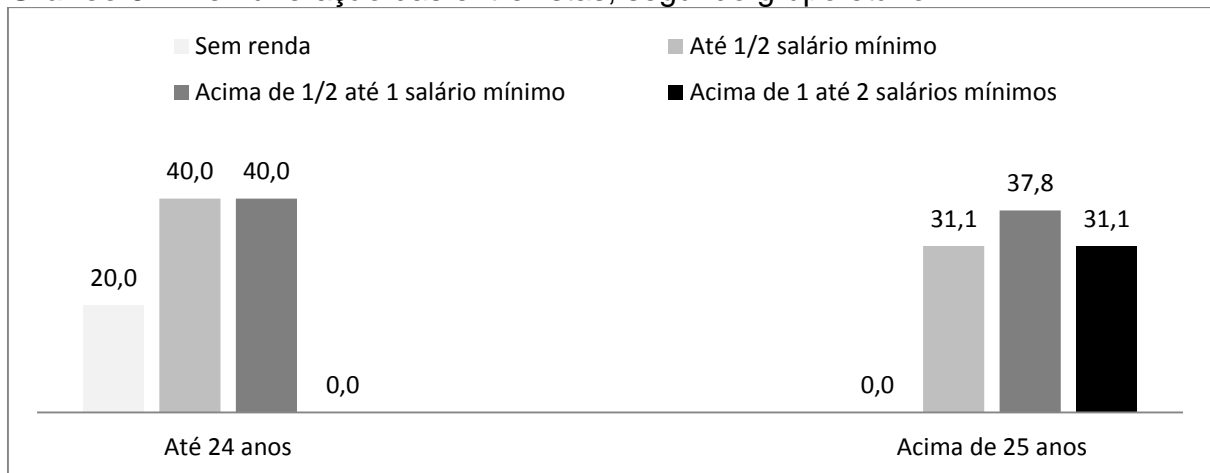 Sem renda
Até 1/2 salário mínimo
Acima de 1/2 até 1 salário mínimo
Acima de 1 até 2 salários mínimos
40,0 40,0
37,8
31,1 31,1
20,0
0,0 0,0
Até 24 anos
Acima de 25 anos